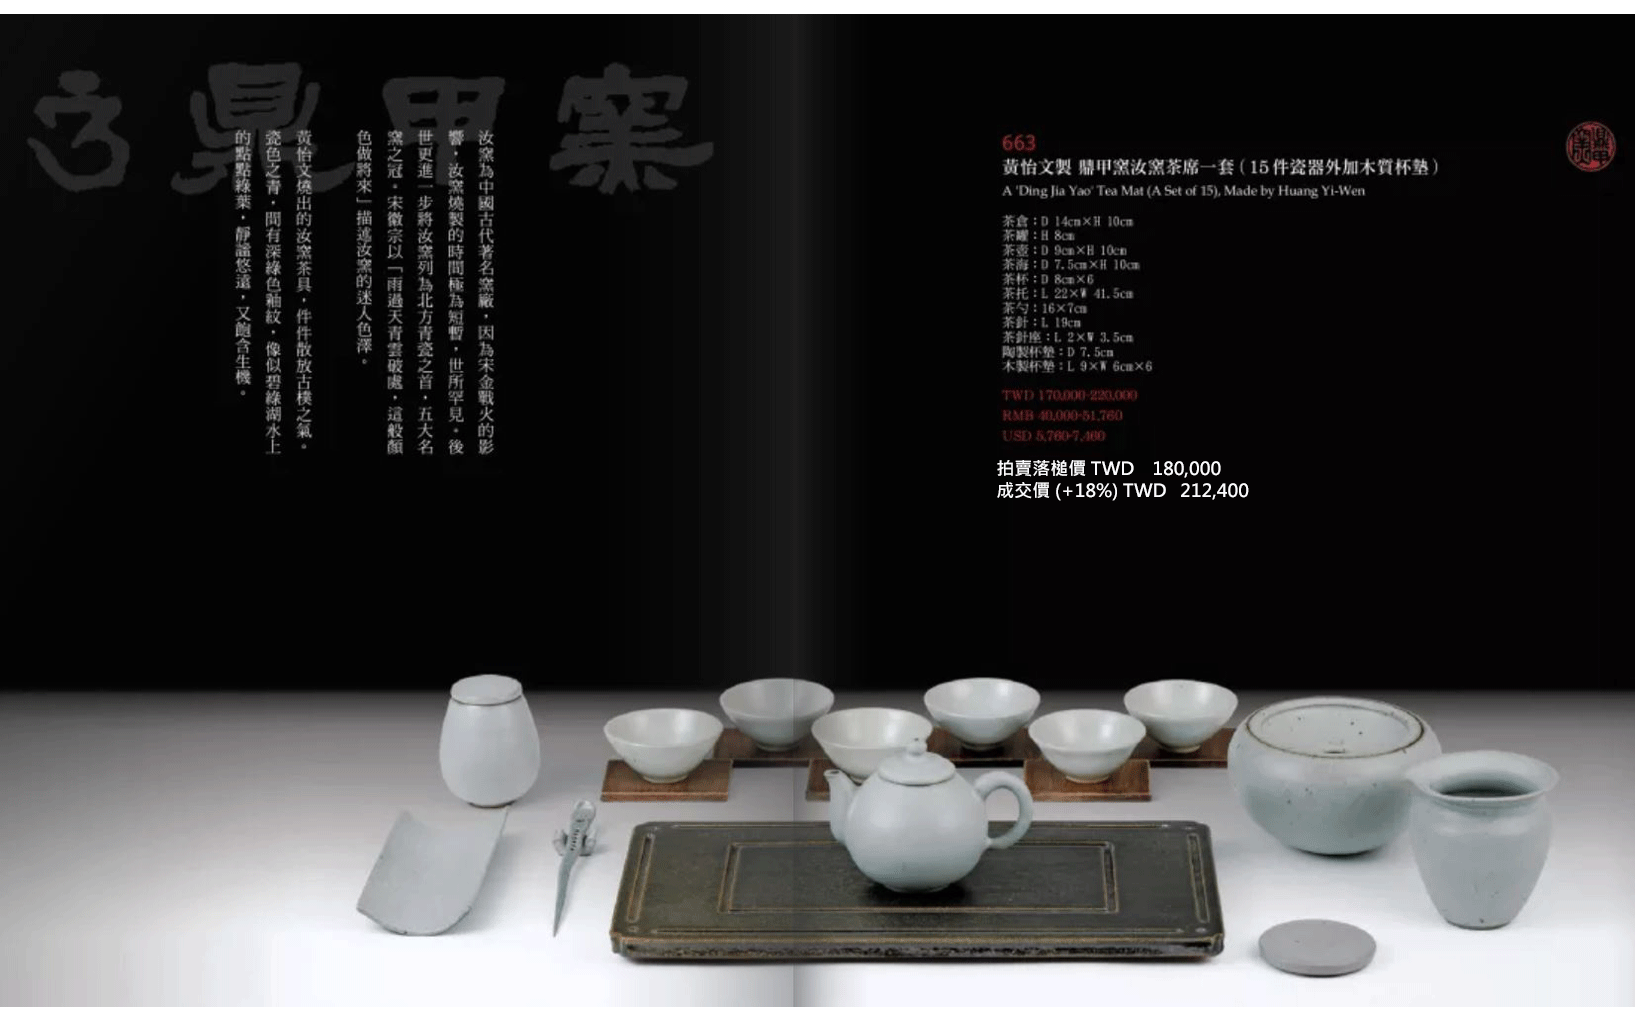 鼎甲窯
汝窯為中國古代著名窯廠，因為宋金戰火的影
響，汝窯燒製的時間極為短暫，世所罕見。後
世更進一步將汝窯列為北方青瓷之首，五大名
窯之冠。宋徽宗以「雨過天青雲破處，這般顏
色做將來」描述汝窯的迷人色澤。
黃怡文燒出的汝窯茶具，件件散放古樸之氣。
瓷色之青，間有深綠色釉紋，像似碧綠湖水上
的點點綠葉，靜謐悠遠，又飽含生機。
663
黃怡文製 鼎甲窯汝窯茶席一套（15件瓷器外加木質杯墊）
A 'Ding Jia Yao' Tea Mat (A Set of 15), Made by Huang Yi-Wen
茶倉：D 14cm×H 10cm
茶罐：H 8cm
茶壺：D 9cm×H 10cm
茶海：D 7.5cm×H 10cm
茶杯：D 8cm×6
茶托：L 22×W 41.5cm
茶勺：16×7cm
茶針：L 19cm
茶針座：L 2×W 3.5cm
陶製杯墊：D 7.5cm
木製杯墊：L 9×W 6cm×6
TWD 170,000-220,000
RMB 40,000-51,760
USD 5,760-7,460
拍賣落槌價 TWD 180,000
成交價 (+18%) TWD 212,400